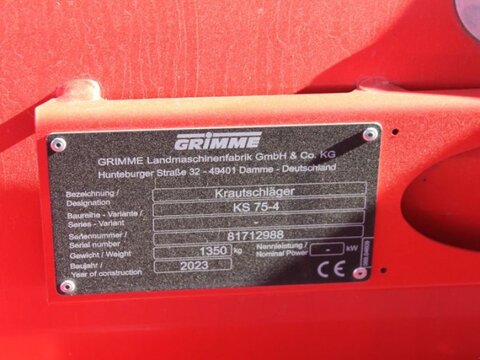 GRIMME
GRIMME Landmaschinenfabrik GmbH & Co. KG
Hunteburger Straße 32 - 49401 Damme - Deutschland
Bezeichnung / Designation Krautschläger
Baureihe - Variante / Series - Variant KS 75-4
Seriennummer / Serial number 81712988
Gewicht / Weight 1350 kg Nennleistung / Nominal Power - kW
Baujahr / Year of construction 2023 CE